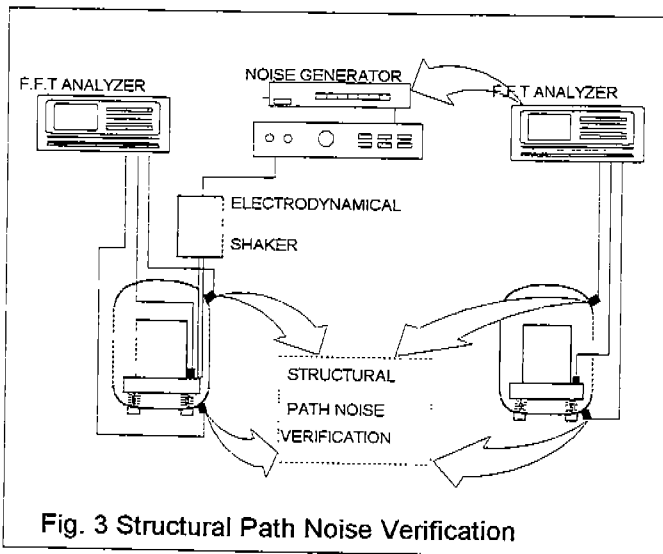 NOISE GENERATOR
F.F.T ANALYZER
F.F.T ANALYZER
ELECTRODYNAMICAL
SHAKER
STRUCTURAL
PATH NOISE
VERIFICATION
Fig. 3 Structural Path Noise Verification